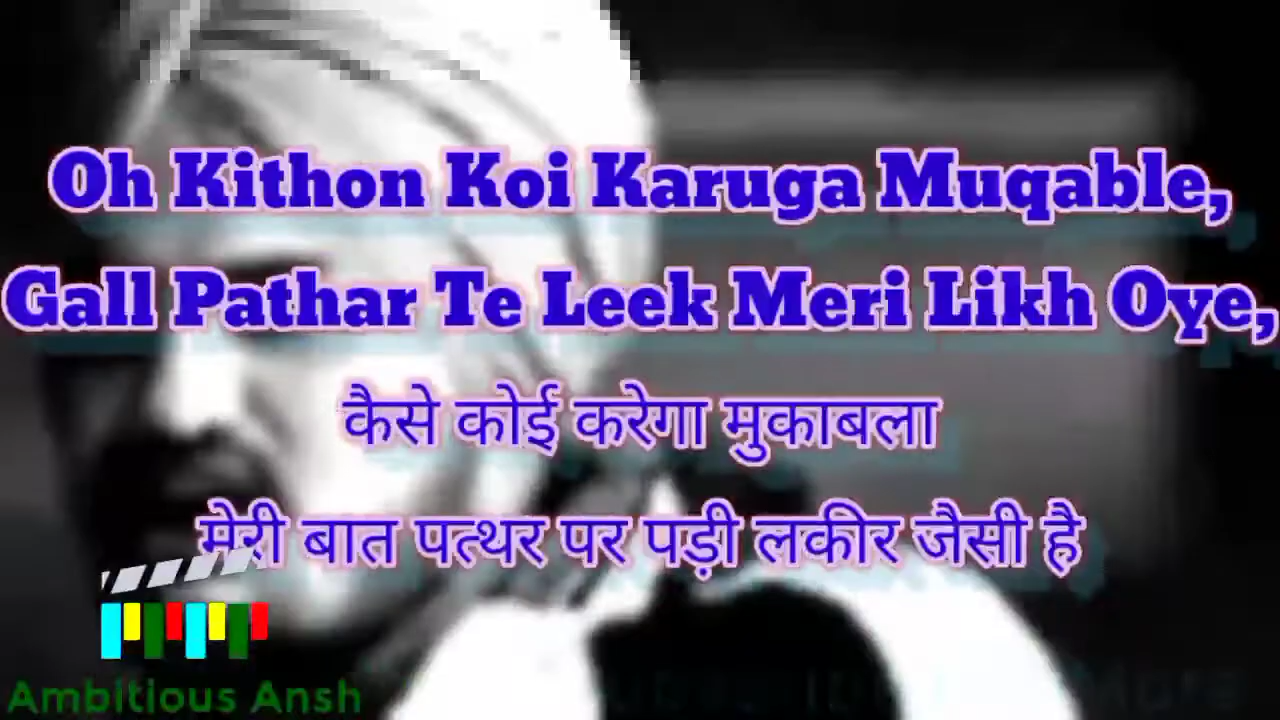 Oh Kithon Koi Karuga Muqable,
Gall Pathar Te Leek Meri Likh Oye,
कैसे कोई करेगा मुकाबला
मेरी बात पत्थर पर पड़ी लकीर जैसी है
Ambitious Ansh